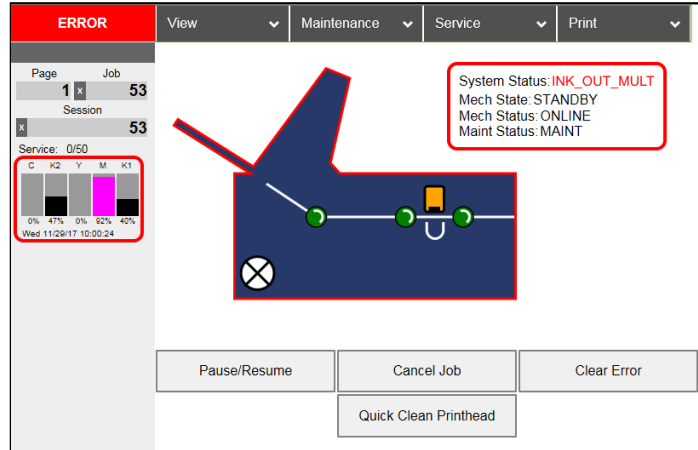 ERROR
View
Maintenance
Service
Print
Page Job
1 x 53
Session
x 53
Service: 0/50
C K2 Y M K1
0% 47% 0% 92% 40%
Wed 11/29/17 10:00:24
System Status: INK_OUT_MULT
Mech State: STANDBY
Mech Status: ONLINE
Maint Status: MAINT
Pause/Resume
Cancel Job
Clear Error
Quick Clean Printhead